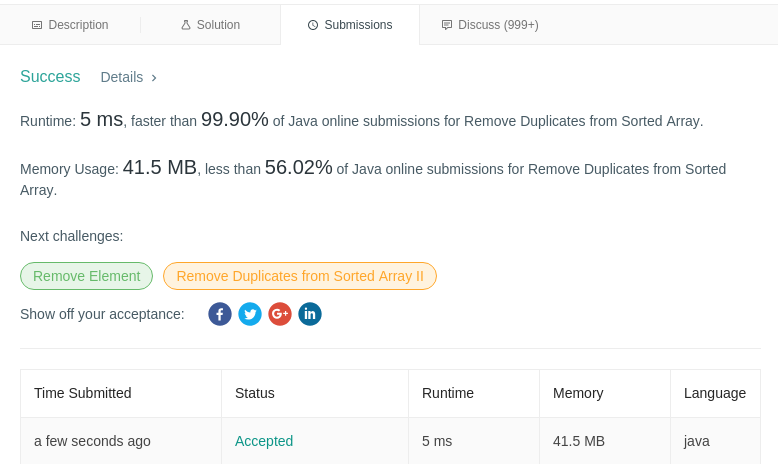 Description Solution Submissions Discuss (999+)
Success Details ›
Runtime: 5 ms, faster than 99.90% of Java online submissions for Remove Duplicates from Sorted Array.
Memory Usage: 41.5 MB, less than 56.02% of Java online submissions for Remove Duplicates from Sorted
Array.
Next challenges:
Remove Element Remove Duplicates from Sorted Array II
Show off your acceptance: f G+ in
Time Submitted Status Runtime Memory Language
a few seconds ago Accepted 5 ms 41.5 MB java